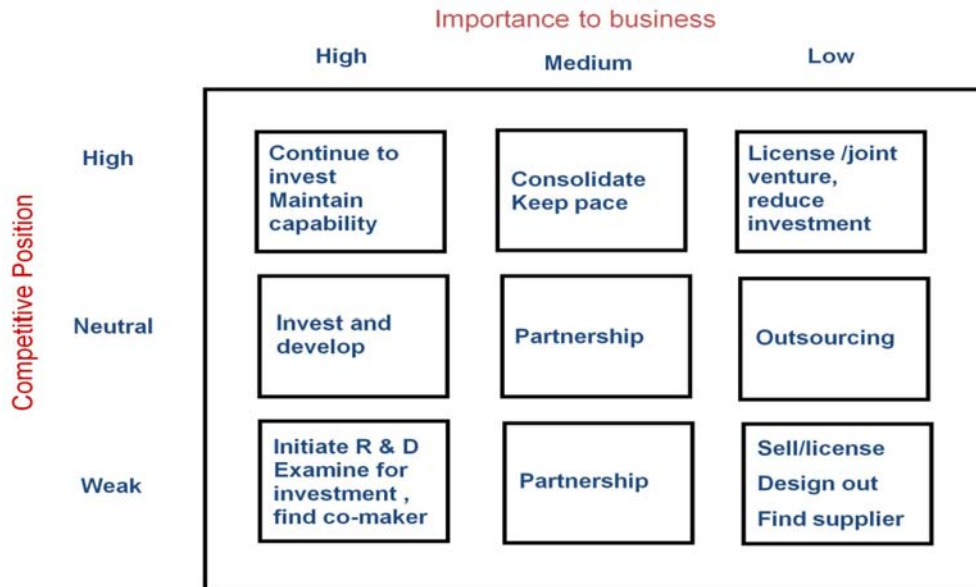 Importance to business
High
Medium
Low
Competitive Position
High
Continue to
invest
Maintain
capability
Consolidate
Keep pace
License /joint
venture,
reduce
investment
Neutral
Invest and
develop
Partnership
Outsourcing
Weak
Initiate R & D
Examine for
investment ,
find co-maker
Partnership
Sell/license
Design out
Find supplier